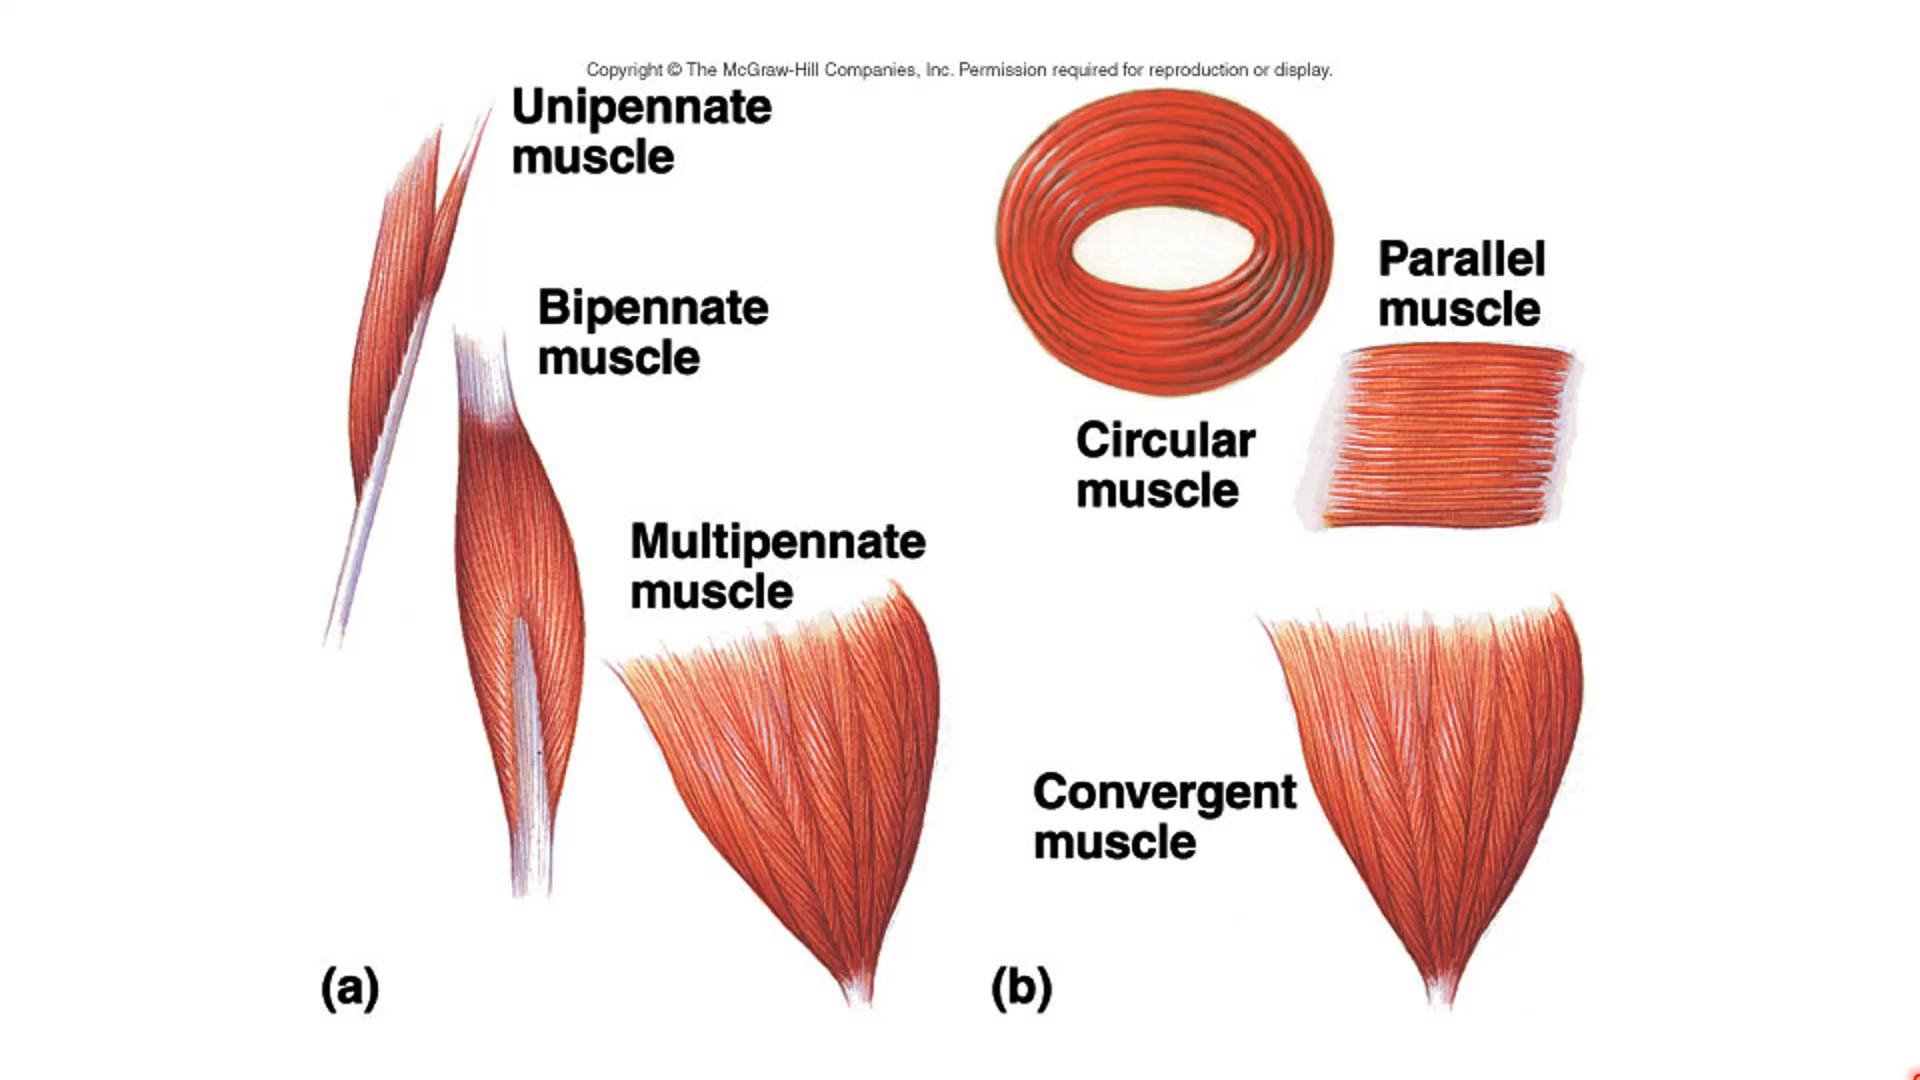 Copyright © The McGraw-Hill Companies, Inc. Permission required for reproduction or display.
Unipennate
muscle
Bipennate
muscle
Multipennate
muscle
(a)
Circular
muscle
Parallel
muscle
Convergent
muscle
(b)